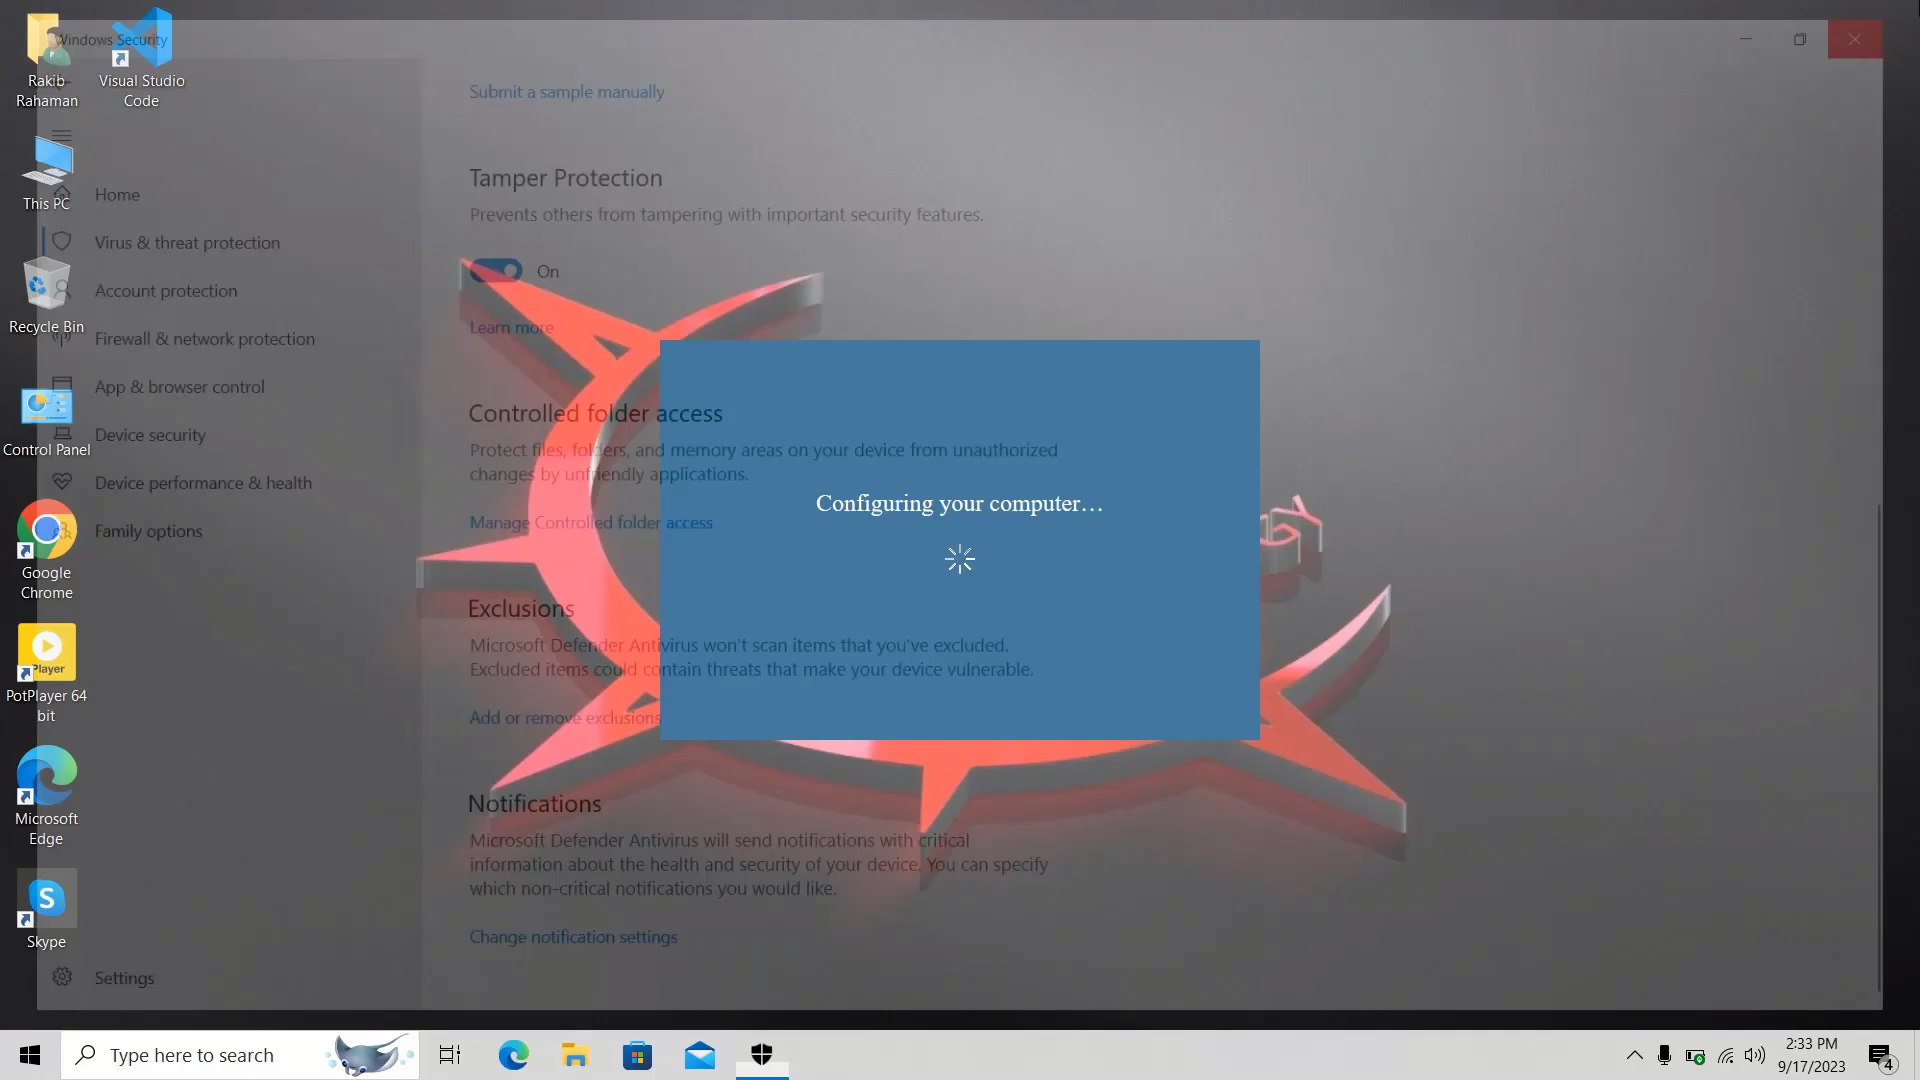 Windows Security
Rakib
Rahaman
Visual Studio
Code
This PC
Recycle Bin
Control Panel
Google
Chrome
Player
PotPlayer 64
bit
Microsoft
Edge
S
Skype
Home
Virus & threat protection
Account protection
Firewall & network protection
App & browser control
Device security
Device performance & health
Family options
Settings
Submit a sample manually
Tamper Protection
Prevents others from tampering with important security features.
On
Learn more
Controlled folder access
Protect files, folders, and memory areas on your device from unauthorized
changes by unfriendly applications.
Manage Controlled folder access
Configuring your computer…
Exclusions
Microsoft Defender Antivirus won't scan items that you've excluded.
Excluded items could contain threats that make your device vulnerable.
Add or remove exclusions
Notifications
Microsoft Defender Antivirus will send notifications with critical
information about the health and security of your device. You can specify
which non-critical notifications you would like.
Change notification settings
Type here to search
2:33 PM
9/17/2023
4